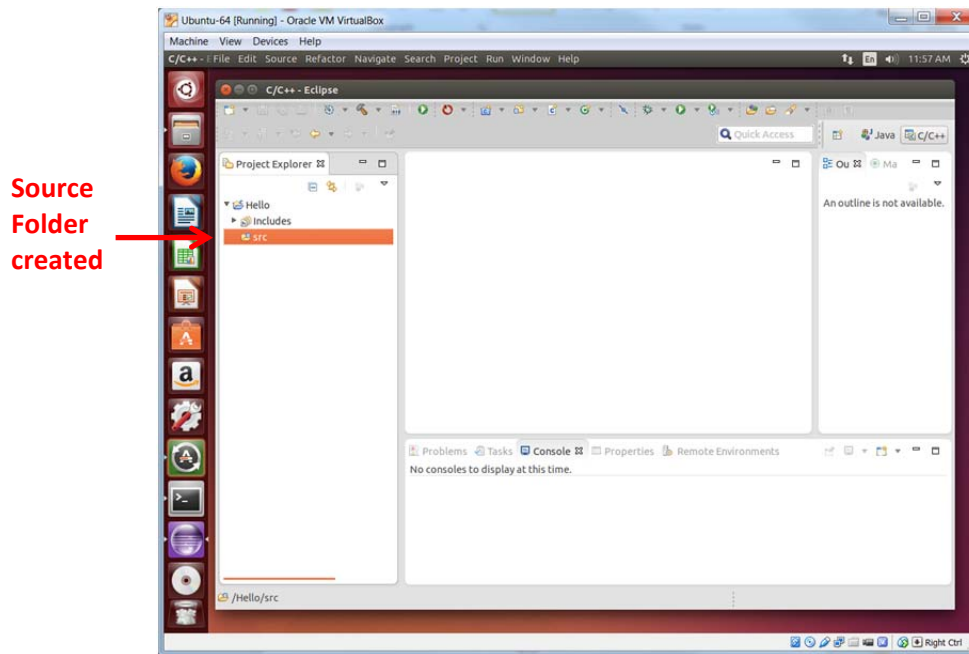 Ubuntu-64 [Running] - Oracle VM VirtualBox
Machine View Devices Help
C/C++ - E File Edit Source Refactor Navigate Search Project Run Window Help En 11:57 AM
C/C++ - Eclipse
Quick Access Java C/C++
Project Explorer Ou Ma
Source
Folder
created
Hello
Includes
src
An outline is not available.
Problems Tasks Console Properties Remote Environments
No consoles to display at this time.
/Hello/src
Right Ctrl